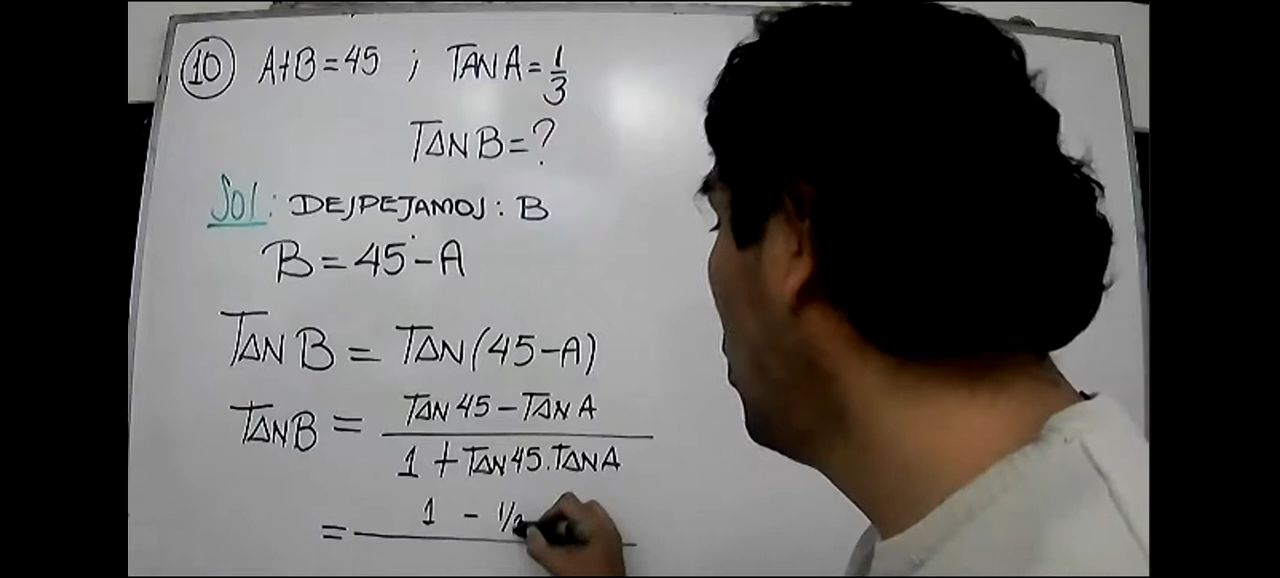 10 A+B=45 ; TAN A=1/3
TAN B=?
Sol: DESPEJAMOS: B
B=45-A
TAN B = TAN(45-A)
TAN B = TAN 45 - TAN A
1 + TAN 45.TAN A
= 1 -